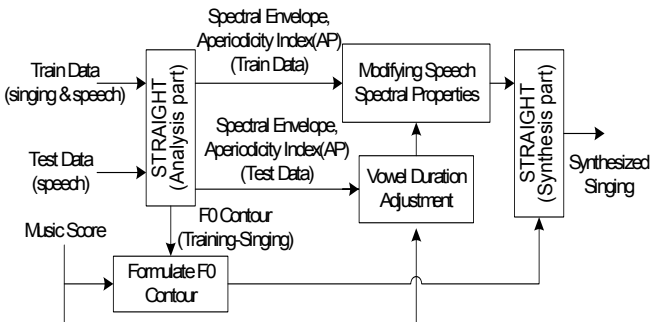 Spectral Envelope,
Aperiodicity Index(AP)
(Train Data)
Train Data
(singing & speech)
STRAIGHT
(Analysis part)
Modifying Speech
Spectral Properties
STRAIGHT
(Synthesis part)
Spectral Envelope,
Aperiodicity Index(AP)
(Test Data)
Test Data
(speech)
Vowel Duration
Adjustment
Synthesized
Singing
F0 Contour
(Training-Singing)
Music Score
Formulate F0
Contour